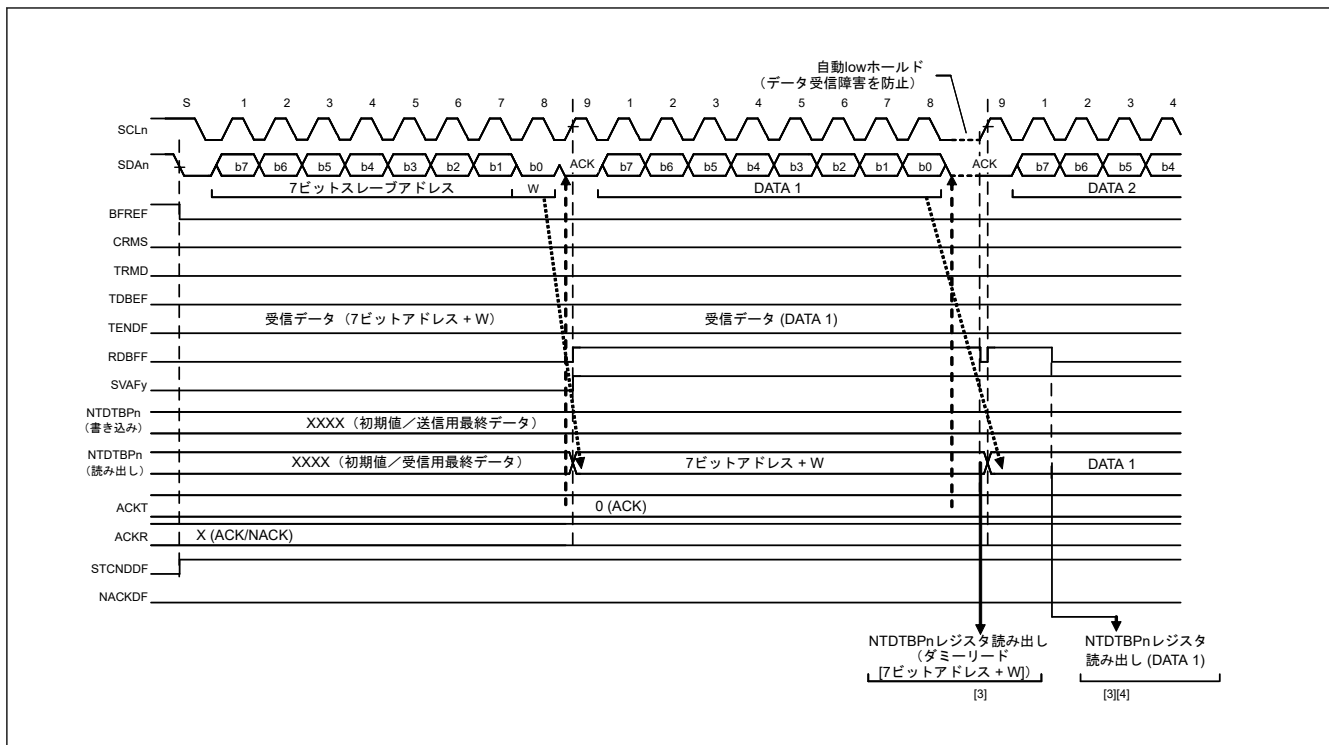 自動lowホールド
（データ受信障害を防止）
S 1 2 3 4 5 6 7 8 9 1 2 3 4 5 6 7 8 9 1 2 3 4
SCLn
SDAn b7 b6 b5 b4 b3 b2 b1 b0 ACK b7 b6 b5 b4 b3 b2 b1 b0 ACK b7 b6 b5 b4
7ビットスレーブアドレス W DATA 1 DATA 2
BFREF
CRMS
TRMD
TDBEF
TENDF 受信データ（7ビットアドレス + W） 受信データ (DATA 1)
RDBFF
SVAFy
NTDTBPn
（書き込み） XXXX（初期値／送信用最終データ）
NTDTBPn
（読み出し） XXXX（初期値／受信用最終データ） 7ビットアドレス + W DATA 1
ACKT 0 (ACK)
ACKR X (ACK/NACK)
STCNDDF
NACKDF
NTDTBPnレジスタ読み出し
（ダミーリード
[7ビットアドレス + W]）
[3]
NTDTBPnレジスタ
読み出し (DATA 1)
[3][4]